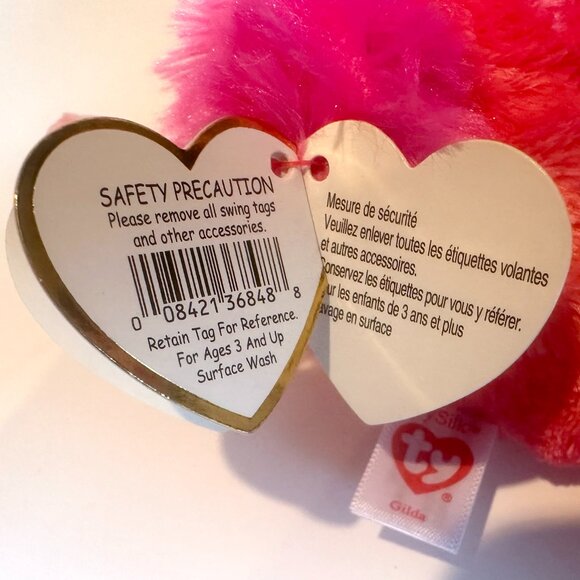 SAFETY PRECAUTION
Please remove all swing tags
and other accessories.
0 08421 36848 8
Retain Tag For Reference.
For Ages 3 And Up
Surface Wash
Mesure de sécurité
Veuillez enlever toutes les étiquettes volantes
et autres accessoires.
Conservez les étiquettes pour vous y référer.
les enfants de 3 ans et plus
en surface
ty
®
Gilda